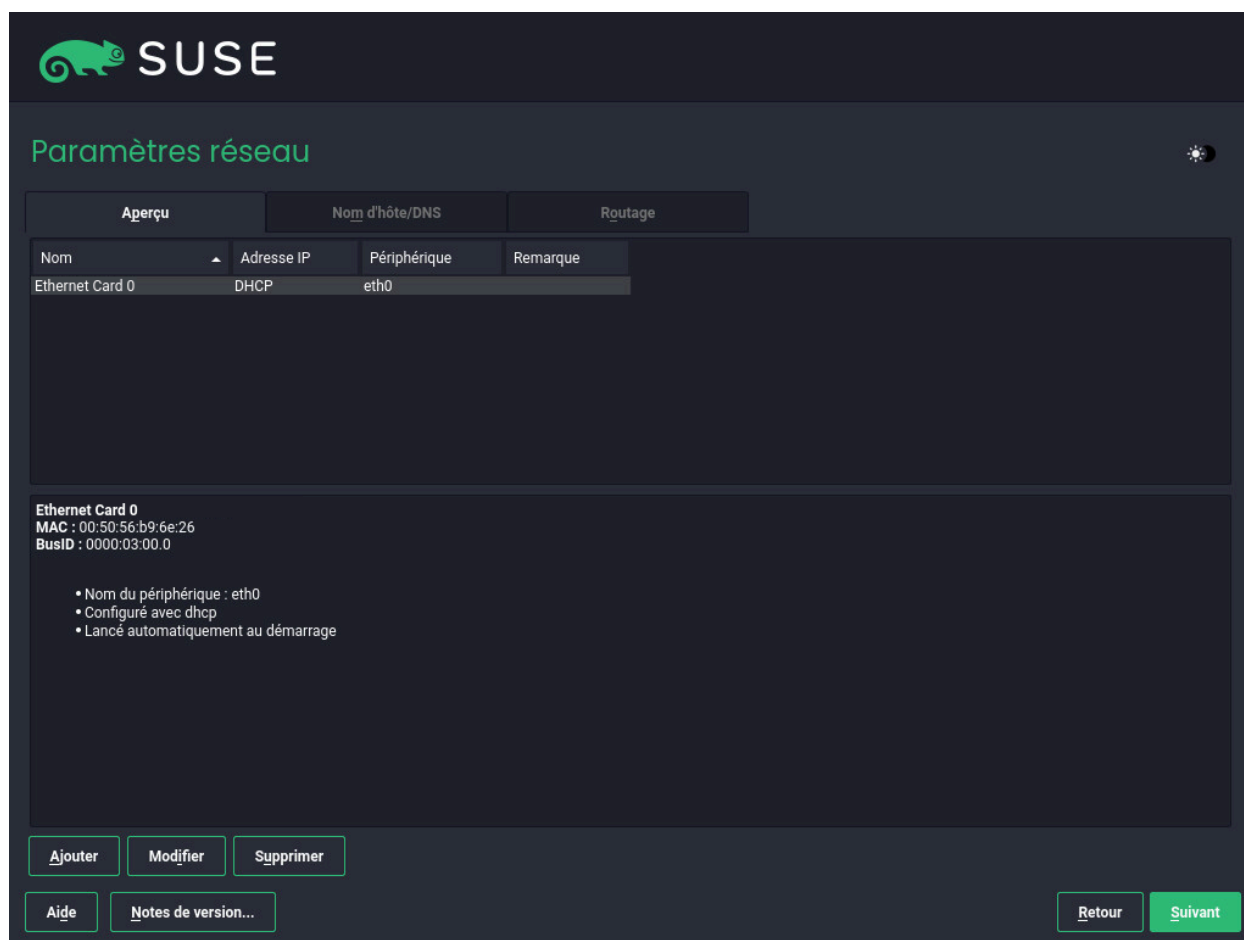 SUSE
Paramètres réseau
Aperçu Nom d'hôte/DNS Routage
Nom Adresse IP Périphérique Remarque
Ethernet Card 0 DHCP eth0
Ethernet Card 0
MAC : 00:50:56:b9:6e:26
BusID : 0000:03:00.0
• Nom du périphérique : eth0
• Configuré avec dhcp
• Lancé automatiquement au démarrage
Ajouter Modifier Supprimer
Aide Notes de version... Retour Suivant